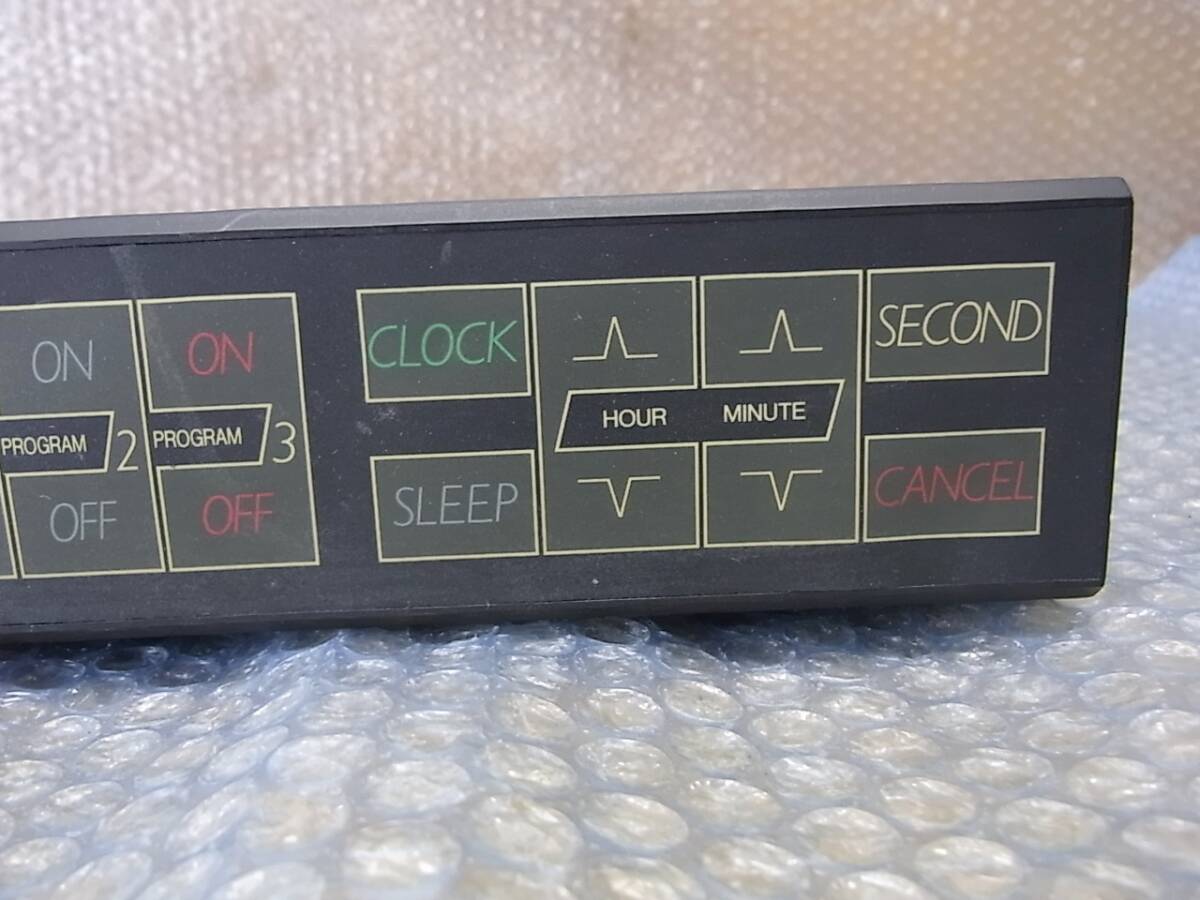 ON
PROGRAM 2
OFF
ON
PROGRAM 3
OFF
CLOCK
SLEEP
HOUR MINUTE
SECOND
CANCEL